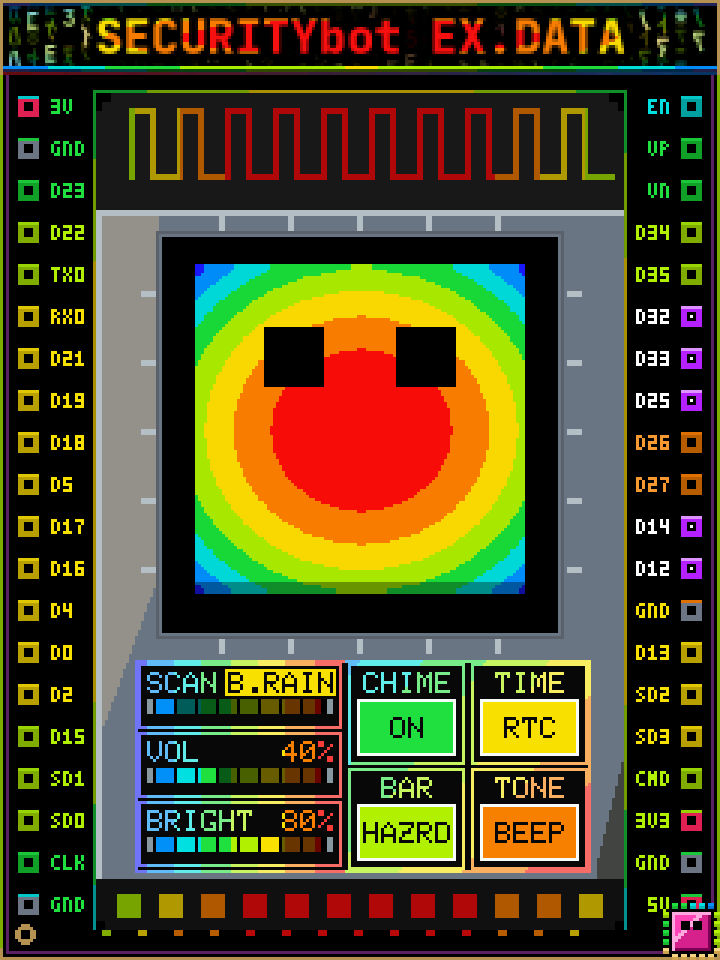 SECURITYbot EX.DATA
3V
GND
D23
D22
TX0
RX0
D21
D19
D18
D5
D17
D16
D4
D0
D2
D15
SD1
SD0
CLK
GND
EN
VP
VN
D34
D35
D32
D33
D25
D26
D27
D14
D12
GND
D13
SD2
SD3
CMD
3V3
GND
5V
SCAN B.RAIN
VOL 40%
BRIGHT 80%
CHIME
ON
TIME
RTC
BAR
HAZRD
TONE
BEEP